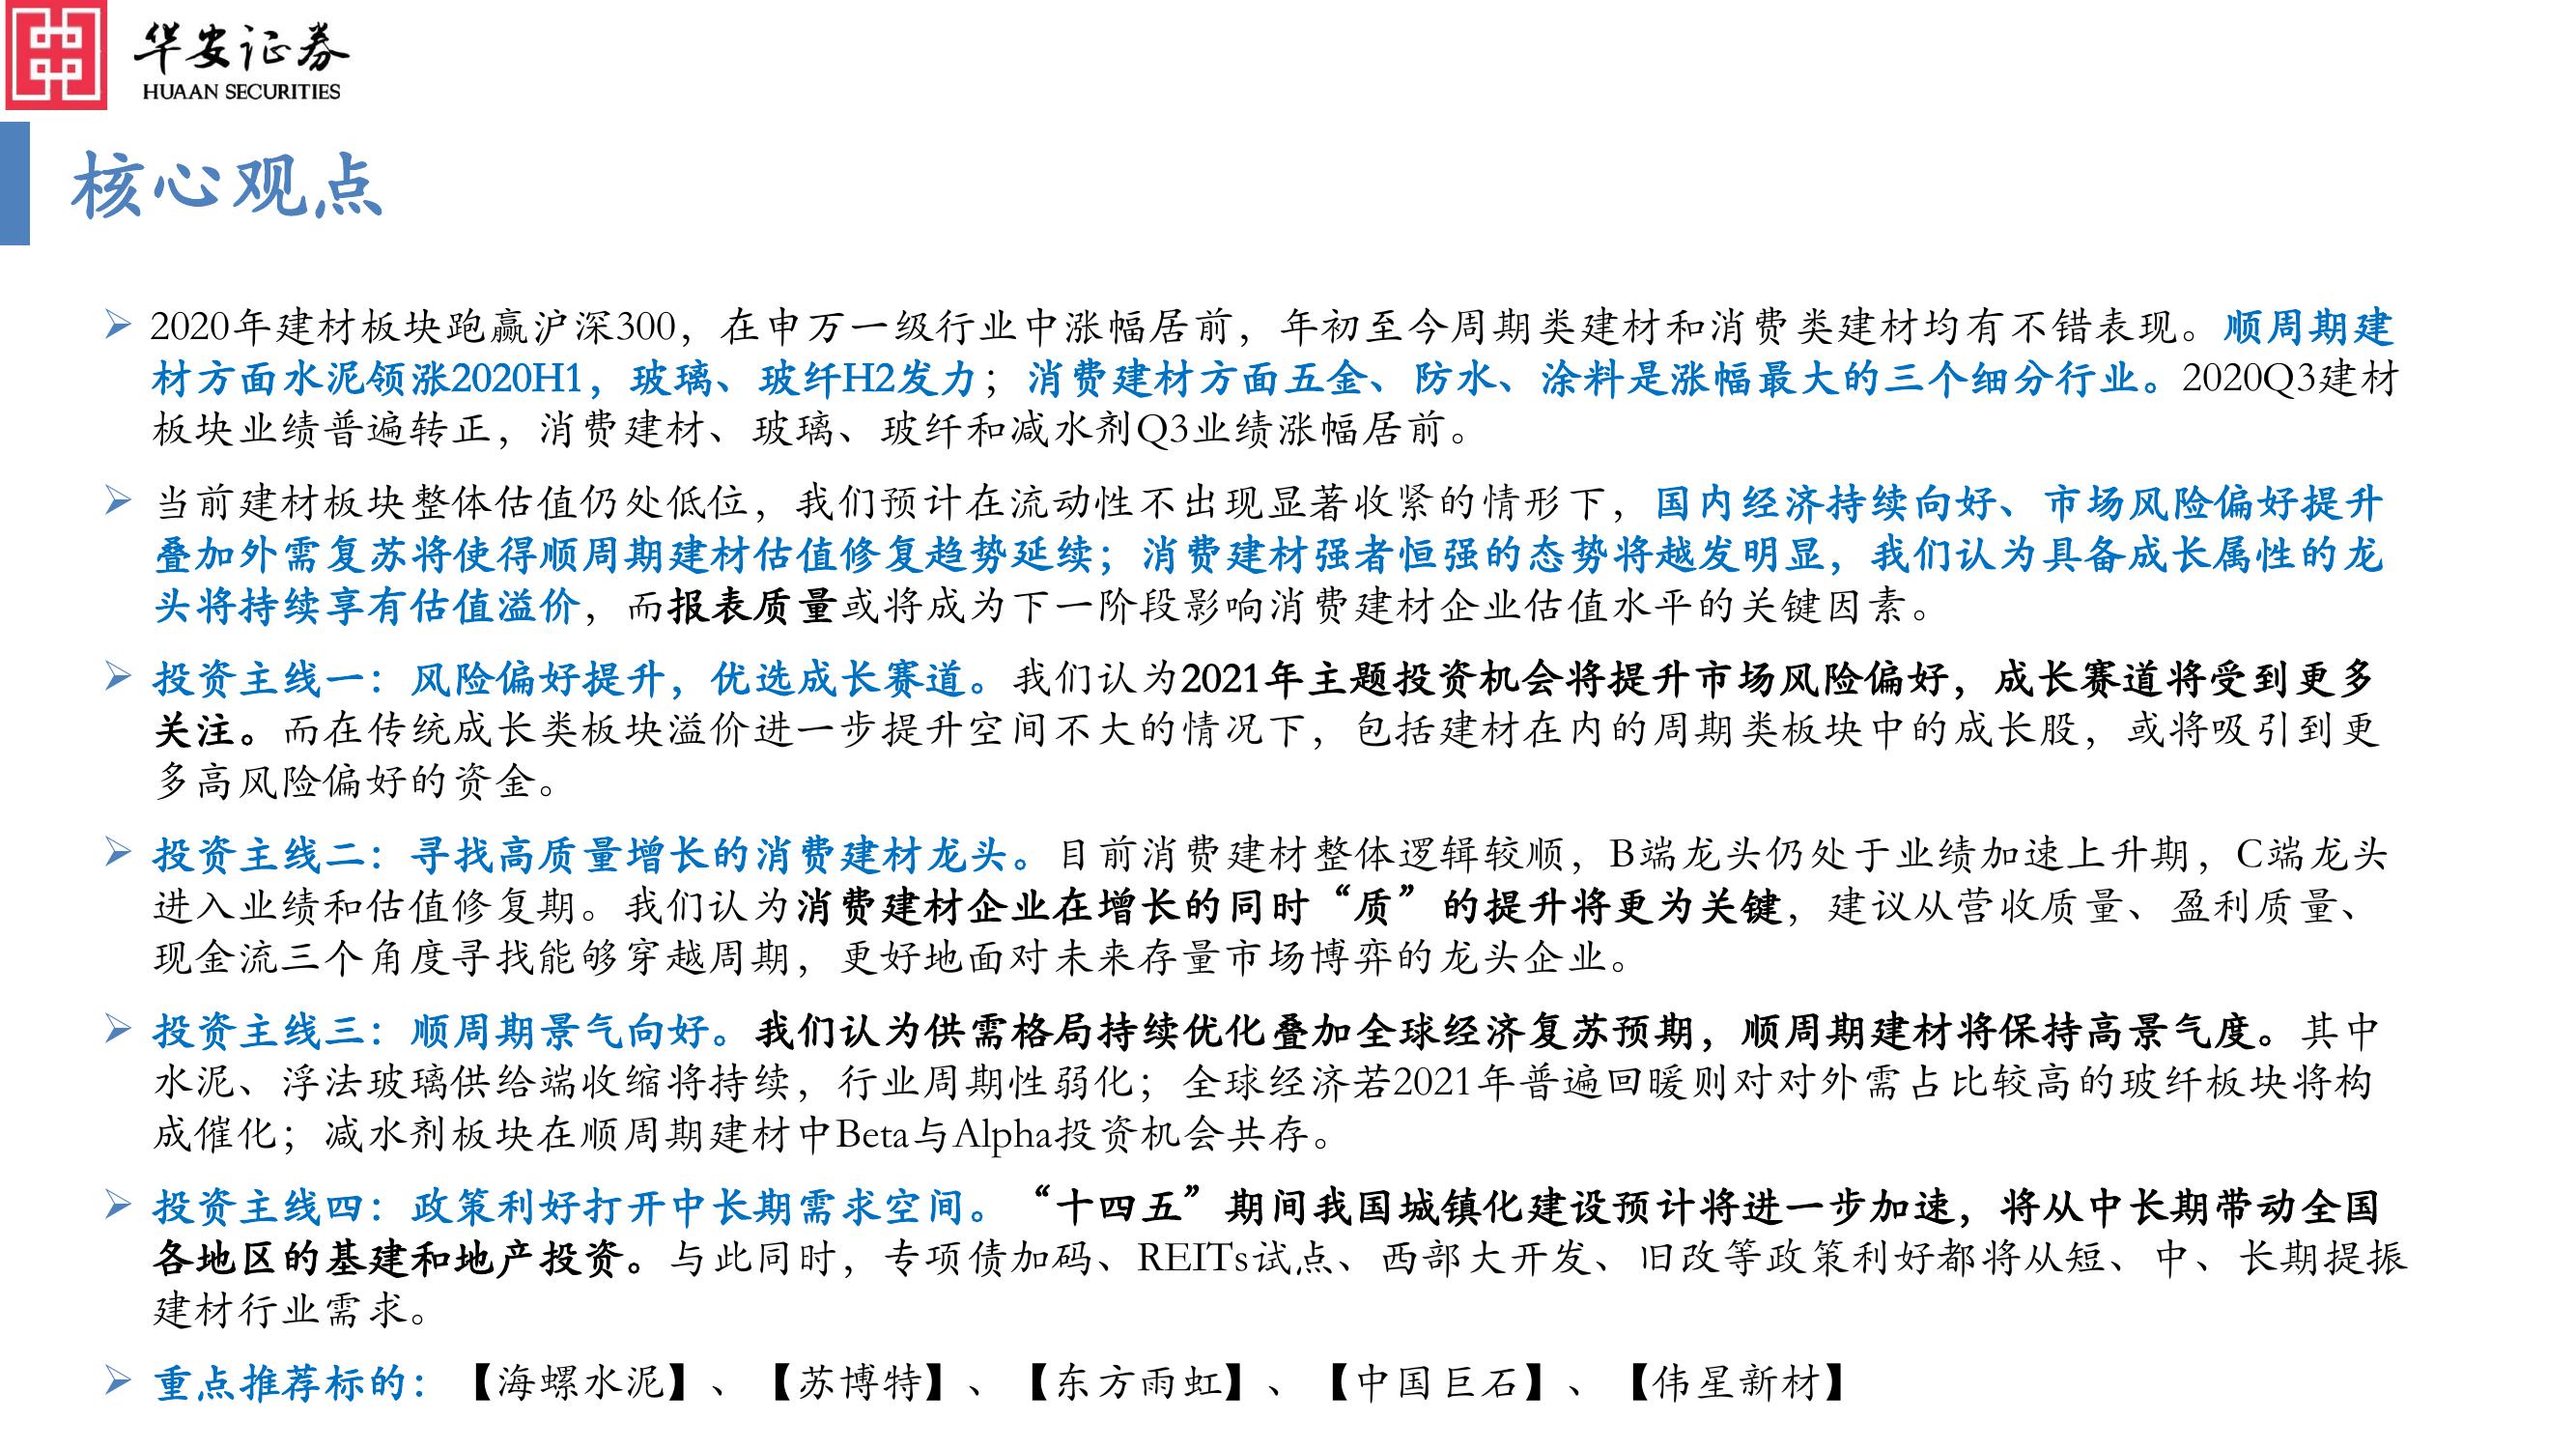 华安证券
HUAAN SECURITIES
核心观点
2020年建材板块跑赢沪深300，在申万一级行业中涨幅居前，年初至今周期类建材和消费类建材均有不错表现。顺周期建
材方面水泥领涨2020H1，玻璃、玻纤H2发力；消费建材方面五金、防水、涂料是涨幅最大的三个细分行业。2020Q3建材
板块业绩普遍转正，消费建材、玻璃、玻纤和减水剂Q3业绩涨幅居前。
当前建材板块整体估值仍处低位，我们预计在流动性不出现显著收紧的情形下，国内经济持续向好、市场风险偏好提升
叠加外需复苏将使得顺周期建材估值修复趋势延续；消费建材强者恒强的态势将越发明显，我们认为具备成长属性的龙
头将持续享有估值溢价，而报表质量或将成为下一阶段影响消费建材企业估值水平的关键因素。
投资主线一：风险偏好提升，优选成长赛道。我们认为2021年主题投资机会将提升市场风险偏好，成长赛道将受到更多
关注。而在传统成长类板块溢价进一步提升空间不大的情况下，包括建材在内的周期类板块中的成长股，或将吸引到更
多高风险偏好的资金。
投资主线二：寻找高质量增长的消费建材龙头。目前消费建材整体逻辑较顺，B端龙头仍处于业绩加速上升期，C端龙头
进入业绩和估值修复期。我们认为消费建材企业在增长的同时“质”的提升将更为关键，建议从营收质量、盈利质量、
现金流三个角度寻找能够穿越周期，更好地面对未来存量市场博弈的龙头企业。
投资主线三：顺周期景气向好。我们认为供需格局持续优化叠加全球经济复苏预期，顺周期建材将保持高景气度。其中
水泥、浮法玻璃供给端收缩将持续，行业周期性弱化；全球经济若2021年普遍回暖则对对外需占比较高的玻纤板块将构
成催化；减水剂板块在顺周期建材中Beta与Alpha投资机会共存。
投资主线四：政策利好打开中长期需求空间。“十四五”期间我国城镇化建设预计将进一步加速，将从中长期带动全国
各地区的基建和地产投资。与此同时，专项债加码、REITs试点、西部大开发、旧改等政策利好都将从短、中、长期提振
建材行业需求。
重点推荐标的：【海螺水泥】、【苏博特】、【东方雨虹】、【中国巨石】、【伟星新材】